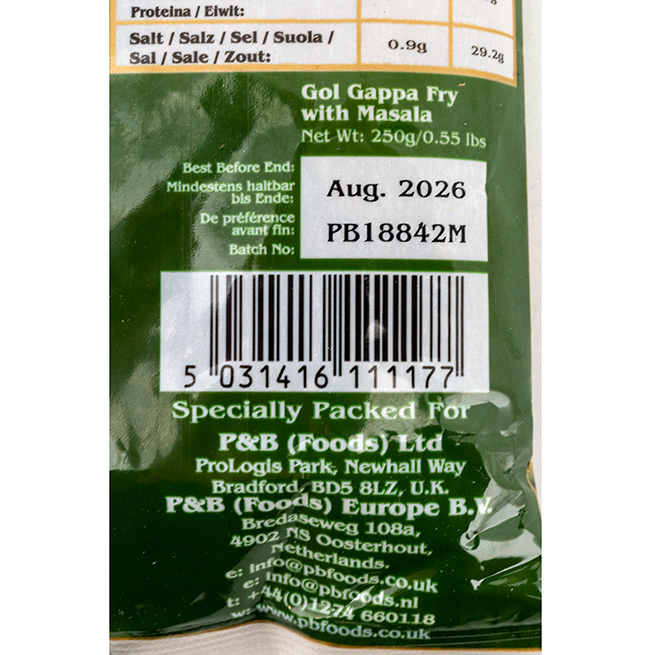 Proteina / Eiwit:
Salt / Salz / Sel / Suola /
Sal / Sale / Zout:
0.9g
29.2g
Gol Gappa Fry
with Masala
Net Wt: 250g/0.55 lbs
Best Before End:
Mindestens haltbar
bis Ende:
De préférence
avant fin:
Batch No:
Aug. 2026
PB18842M
5 031416 111177
Specially Packed For
P&B (Foods) Ltd
ProLogis Park, Newhall Way
Bradford, BD5 8LZ, U.K.
P&B (Foods) Europe B.V.
Bredaseweg 108a,
4902 NS Oosterhout,
Netherlands.
e: info@pbfoods.co.uk
e: info@pbfoods.nl
t: +44(0)1274 660118
w: www.pbfoods.co.uk